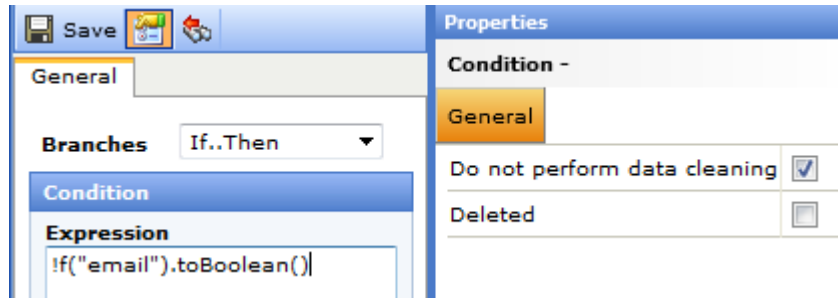 Save
General
Branches If..Then
Condition
Expression
!f("email").toBoolean()
Properties
Condition -
General
Do not perform data cleaning
Deleted